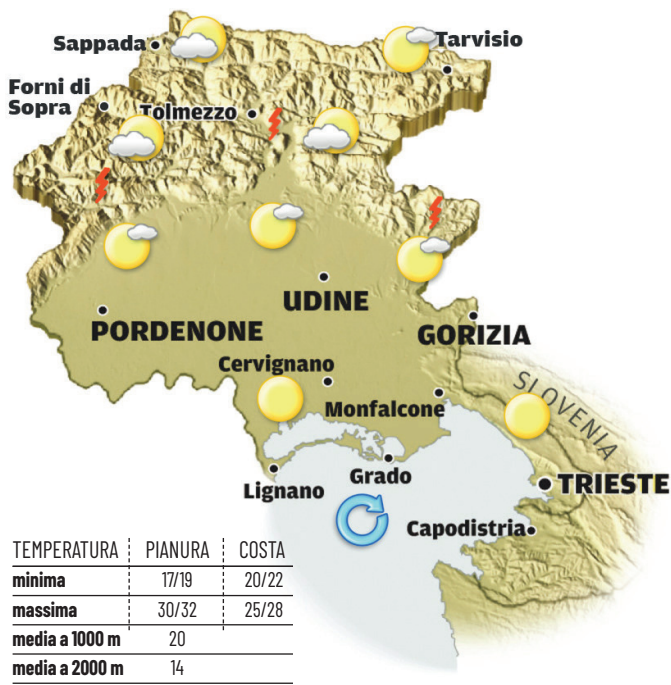 Sappada
Tarvisio
Forni di
Sopra
Tolmezzo
UDINE
PORDENONE
GORIZIA
Cervignano
SLOVENIA
Monfalcone
Grado
TRIESTE
Lignano
Capodistria
TEMPERATURA PIANURA COSTA
minima 17/19 20/22
massima 30/32 25/28
media a 1000 m 20
media a 2000 m 14